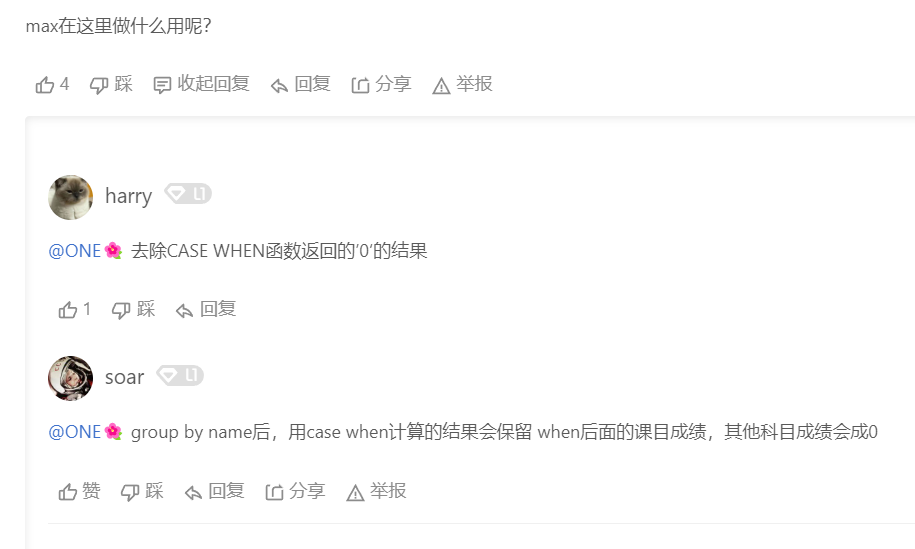 max在这里做什么用呢？
4 踩 收起回复 回复 分享 举报
harry L1
@ONE🌺 去除CASE WHEN函数返回的'0'的结果
1 踩 回复
soar L1
@ONE🌺 group by name后，用case when计算的结果会保留 when后面的课目成绩，其他科目成绩会成0
赞 踩 回复 分享 举报